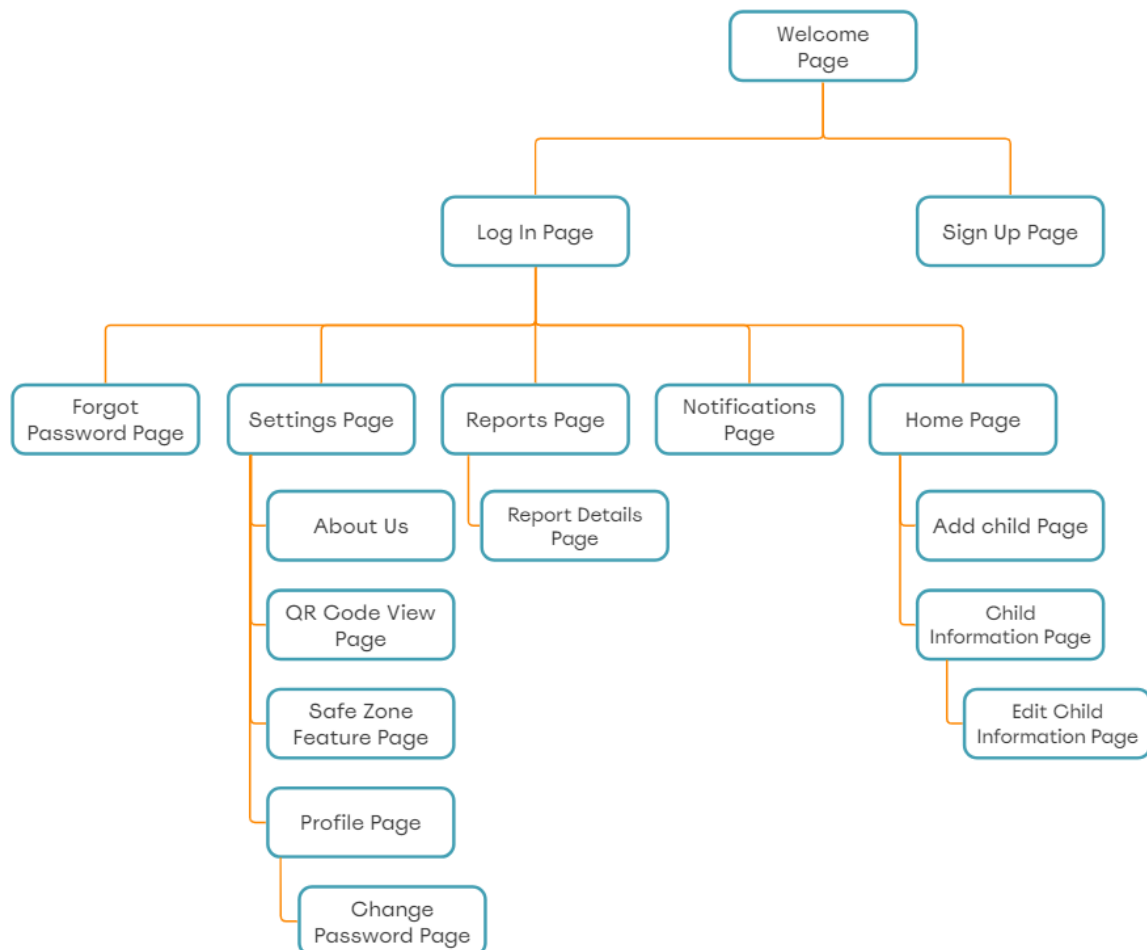 Welcome
Page
Log In Page
Sign Up Page
Forgot
Password Page
Settings Page
Reports Page
Notifications
Page
Home Page
About Us
Report Details
Page
Add child Page
QR Code View
Page
Child
Information Page
Safe Zone
Feature Page
Edit Child
Information Page
Profile Page
Change
Password Page